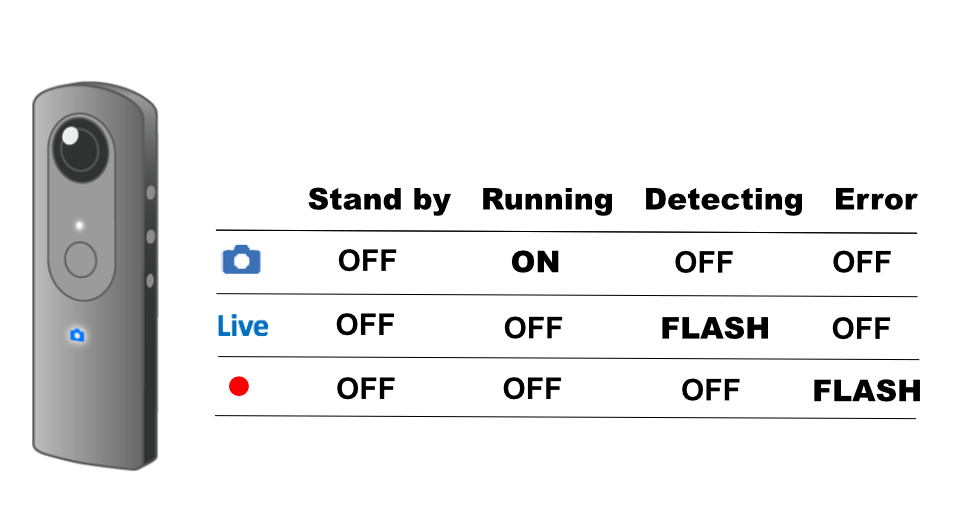 Stand by Running Detecting Error
OFF ON OFF OFF
Live OFF OFF FLASH OFF
OFF OFF OFF FLASH